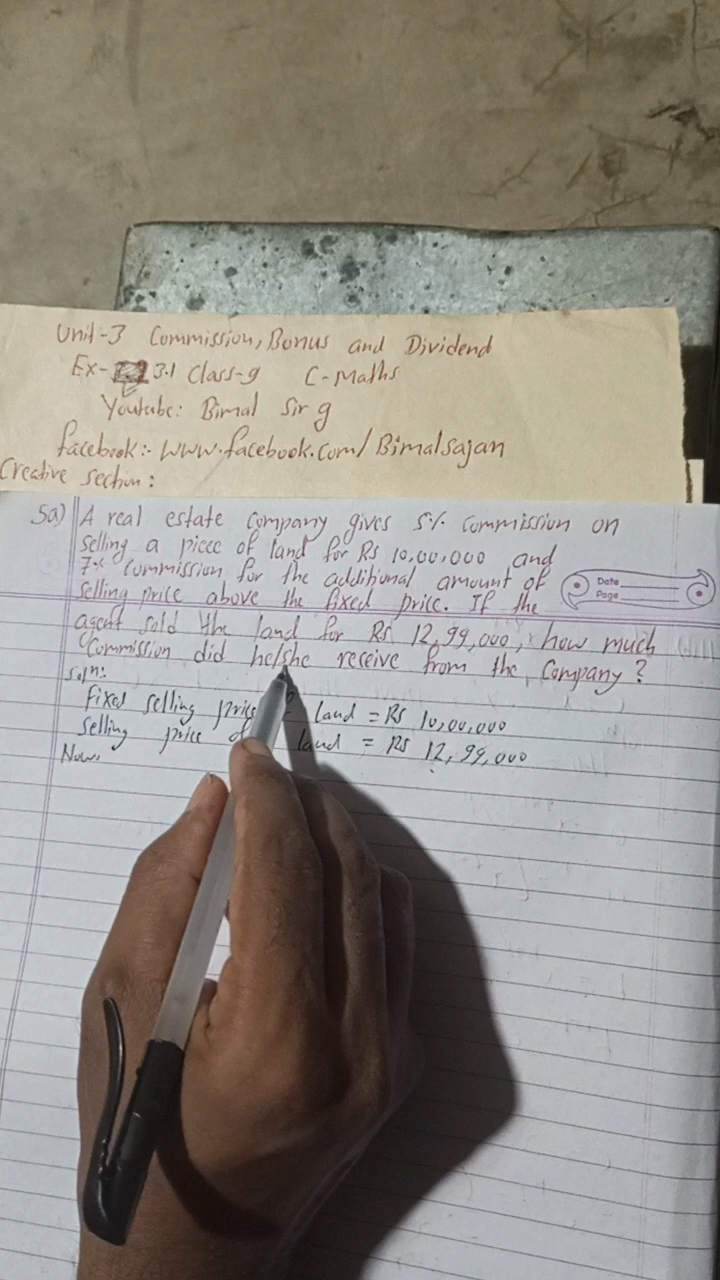 Unit-3 Commission, Bonus and Dividend
Ex- 3.1 Class-9 C-Maths
Youtube: Bimal Sir g
facebook:- www.facebook.com/Bimalsajan
Creative Section:
5a) A real estate Company gives 5% Commission on
selling a piece of land for Rs 10,00,000 and
7% Commission for the additional amount of
selling price above the fixed price. If the
agent sold the land for Rs 12,99,000, how much
Commission did he/she receive from the Company?
Date
Page
Soln:
Fixed selling price land = Rs 10,00,000
Selling price of land = Rs 12,99,000
Now,